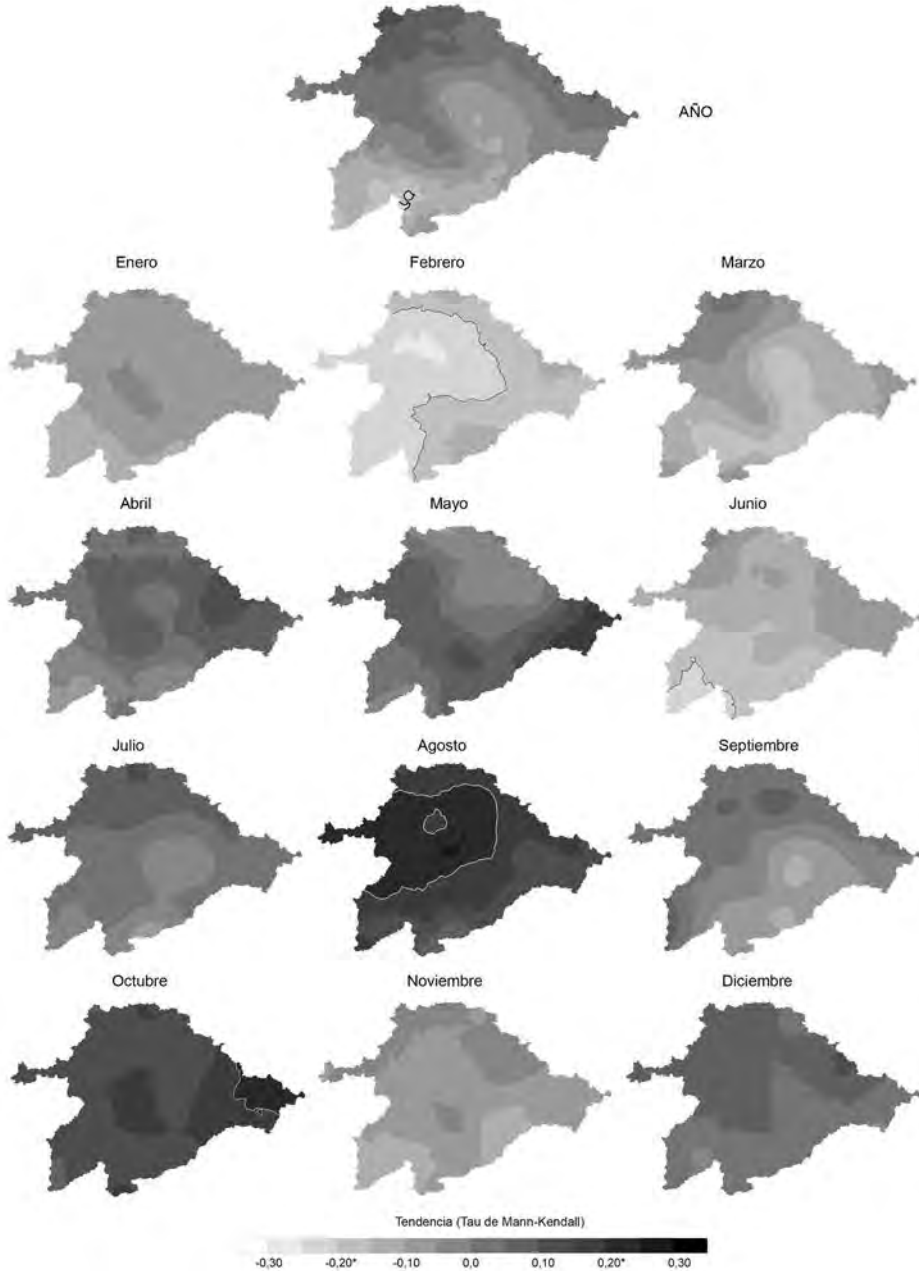 AÑO
Enero Febrero Marzo
Abril Mayo Junio
Julio Agosto Septiembre
Octubre Noviembre Diciembre
Tendencia (Tau de Mann-Kendall)
-0,30 -0,20* -0,10 0,0 0,10 0,20* 0,30